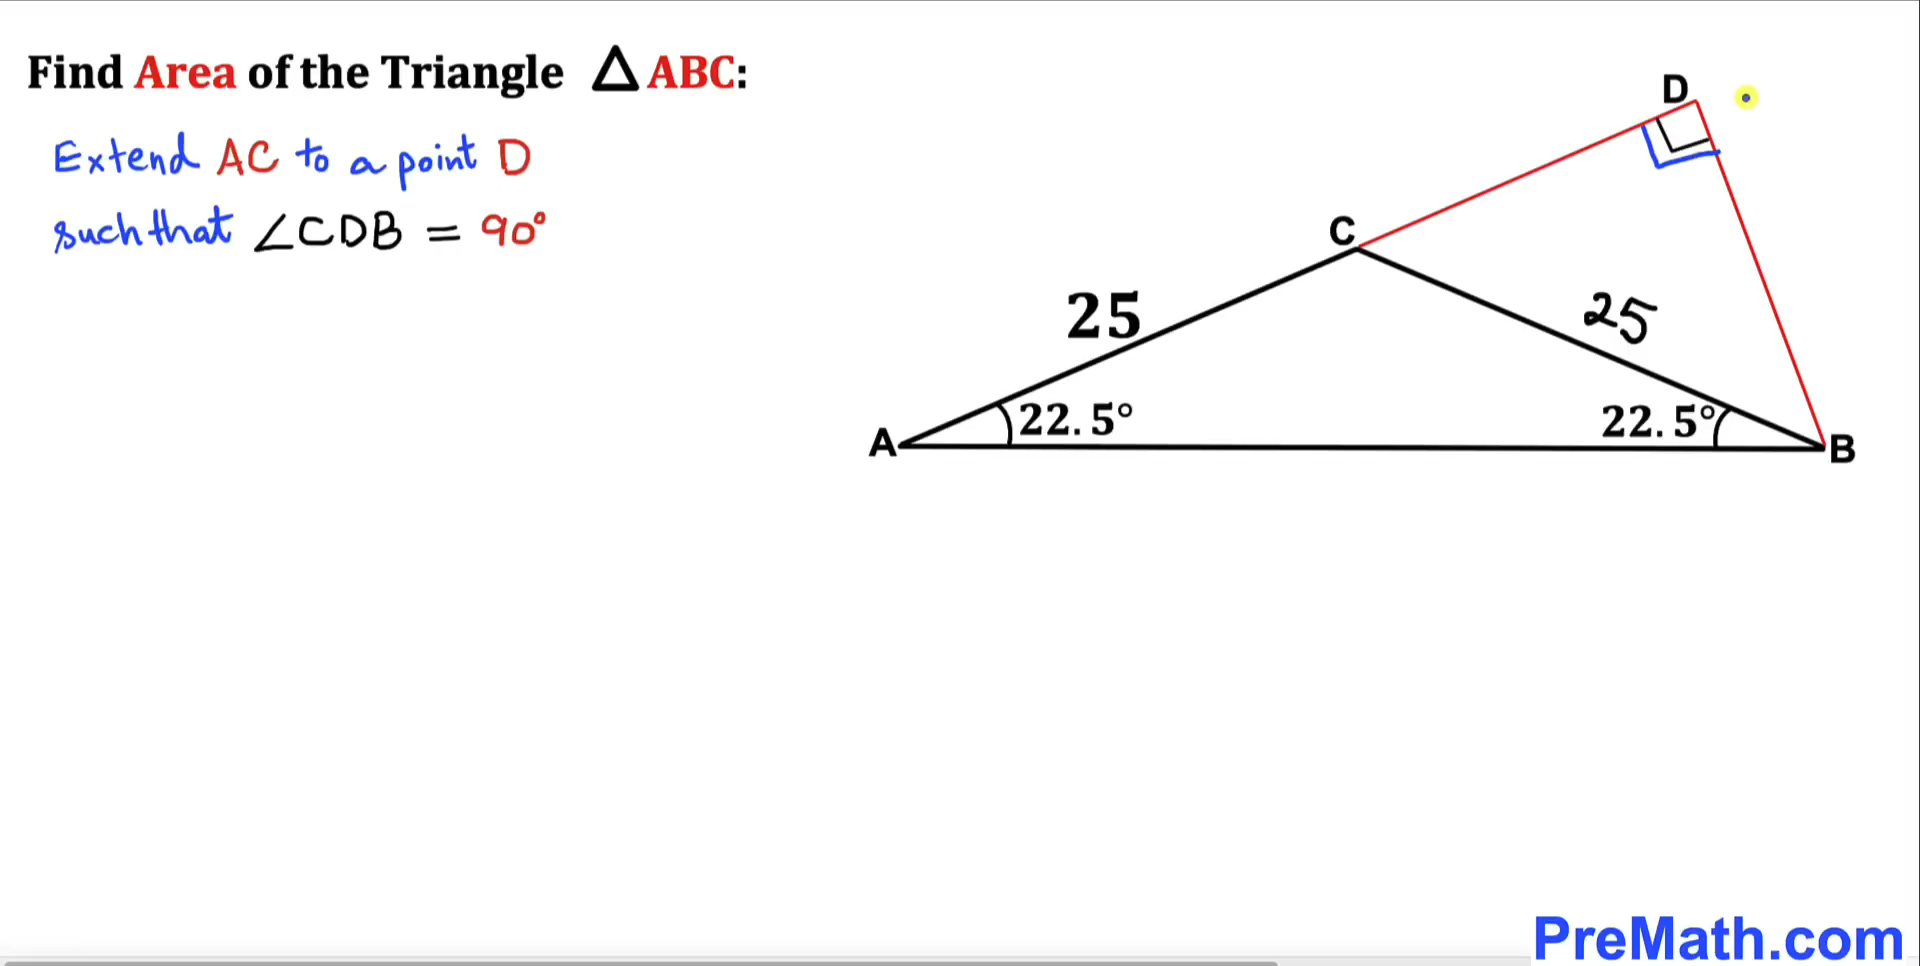 Find Area of the Triangle △ ABC:
Extend AC to a point D
such that ∠CDB = 90°
D
C
25
25
22.5°
22.5°
A
B
PreMath.com